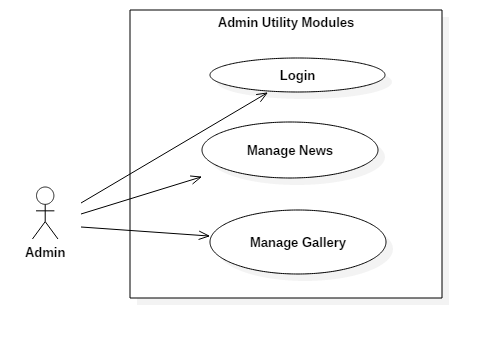 Admin Utility Modules
Login
Manage News
Manage Gallery
Admin